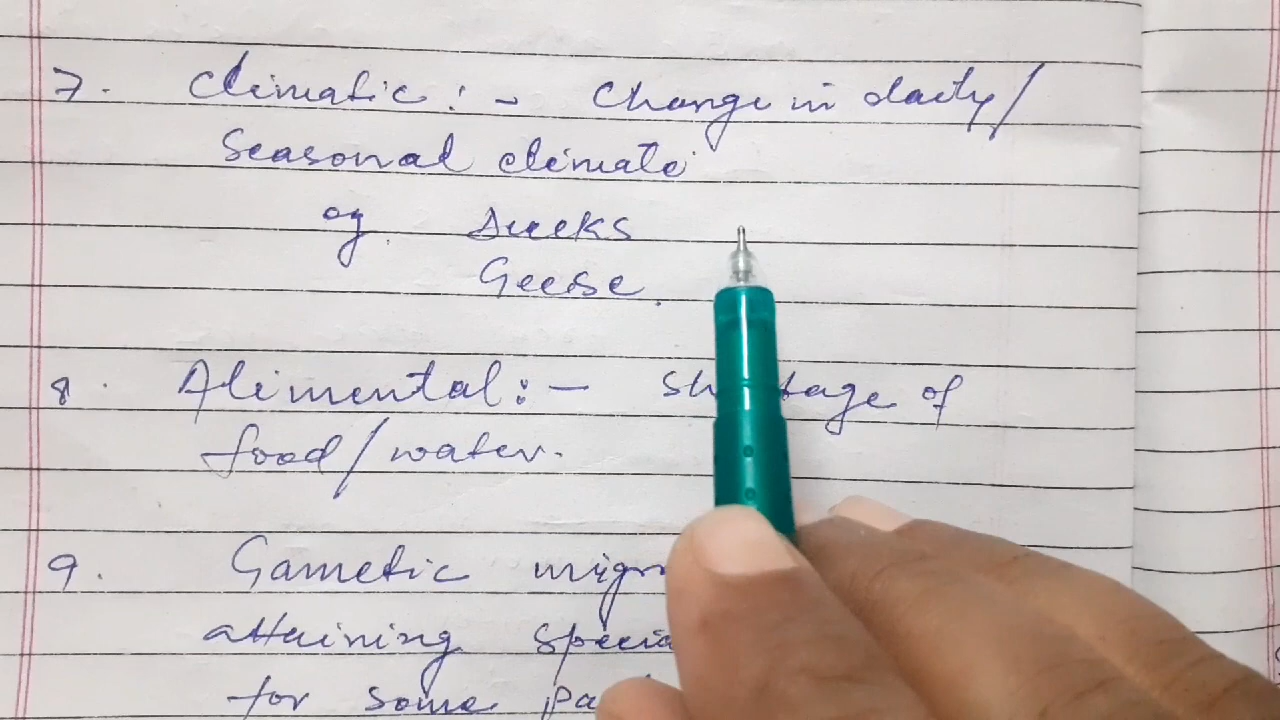 7. Climatic : - Change in daily/
Seasonal climate
eg. Ducks
Geese.
8. Alimental : - of
food/water.
9. Gametic
attaining
for some